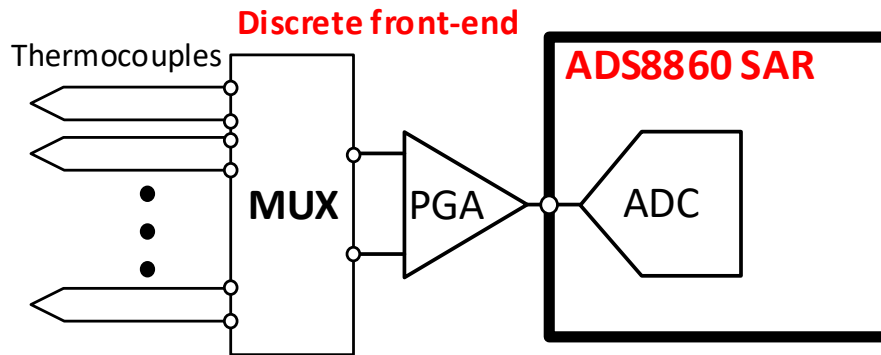 Discrete front-end
Thermocouples
ADS8860 SAR
MUX
PGA
ADC